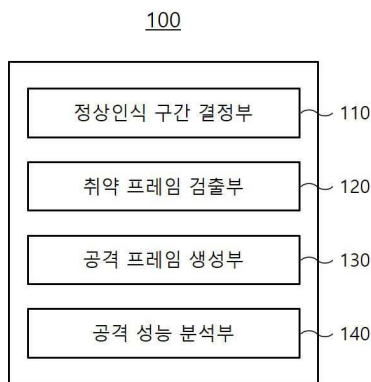 100
정상인식 구간 결정부 110
취약 프레임 검출부 120
공격 프레임 생성부 130
공격 성능 분석부 140